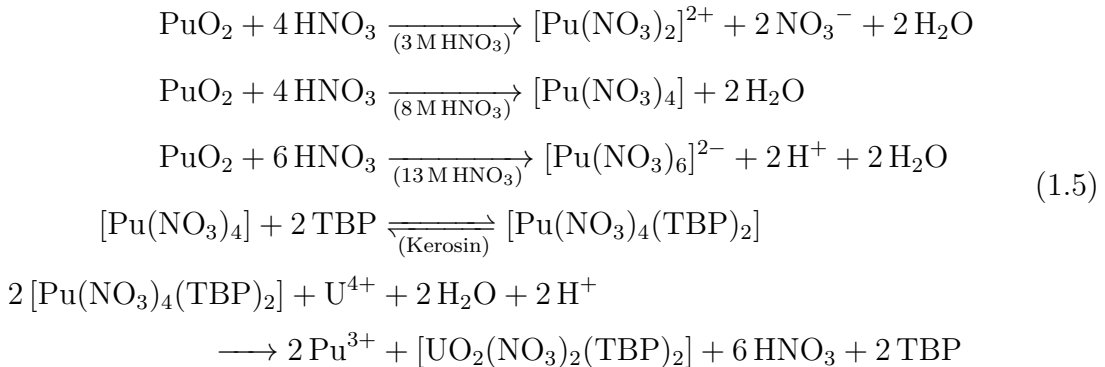 PuO₂ + 4 HNO₃ ⟶ (3 M HNO₃) [Pu(NO₃)₂]²⁺ + 2 NO₃⁻ + 2 H₂O
PuO₂ + 4 HNO₃ ⟶ (8 M HNO₃) [Pu(NO₃)₄] + 2 H₂O
PuO₂ + 6 HNO₃ ⟶ (13 M HNO₃) [Pu(NO₃)₆]²⁻ + 2 H⁺ + 2 H₂O
(1.5)
[Pu(NO₃)₄] + 2 TBP ⇌ (Kerosin) [Pu(NO₃)₄(TBP)₂]
2 [Pu(NO₃)₄(TBP)₂] + U⁴⁺ + 2 H₂O + 2 H⁺
⟶ 2 Pu³⁺ + [UO₂(NO₃)₂(TBP)₂] + 6 HNO₃ + 2 TBP